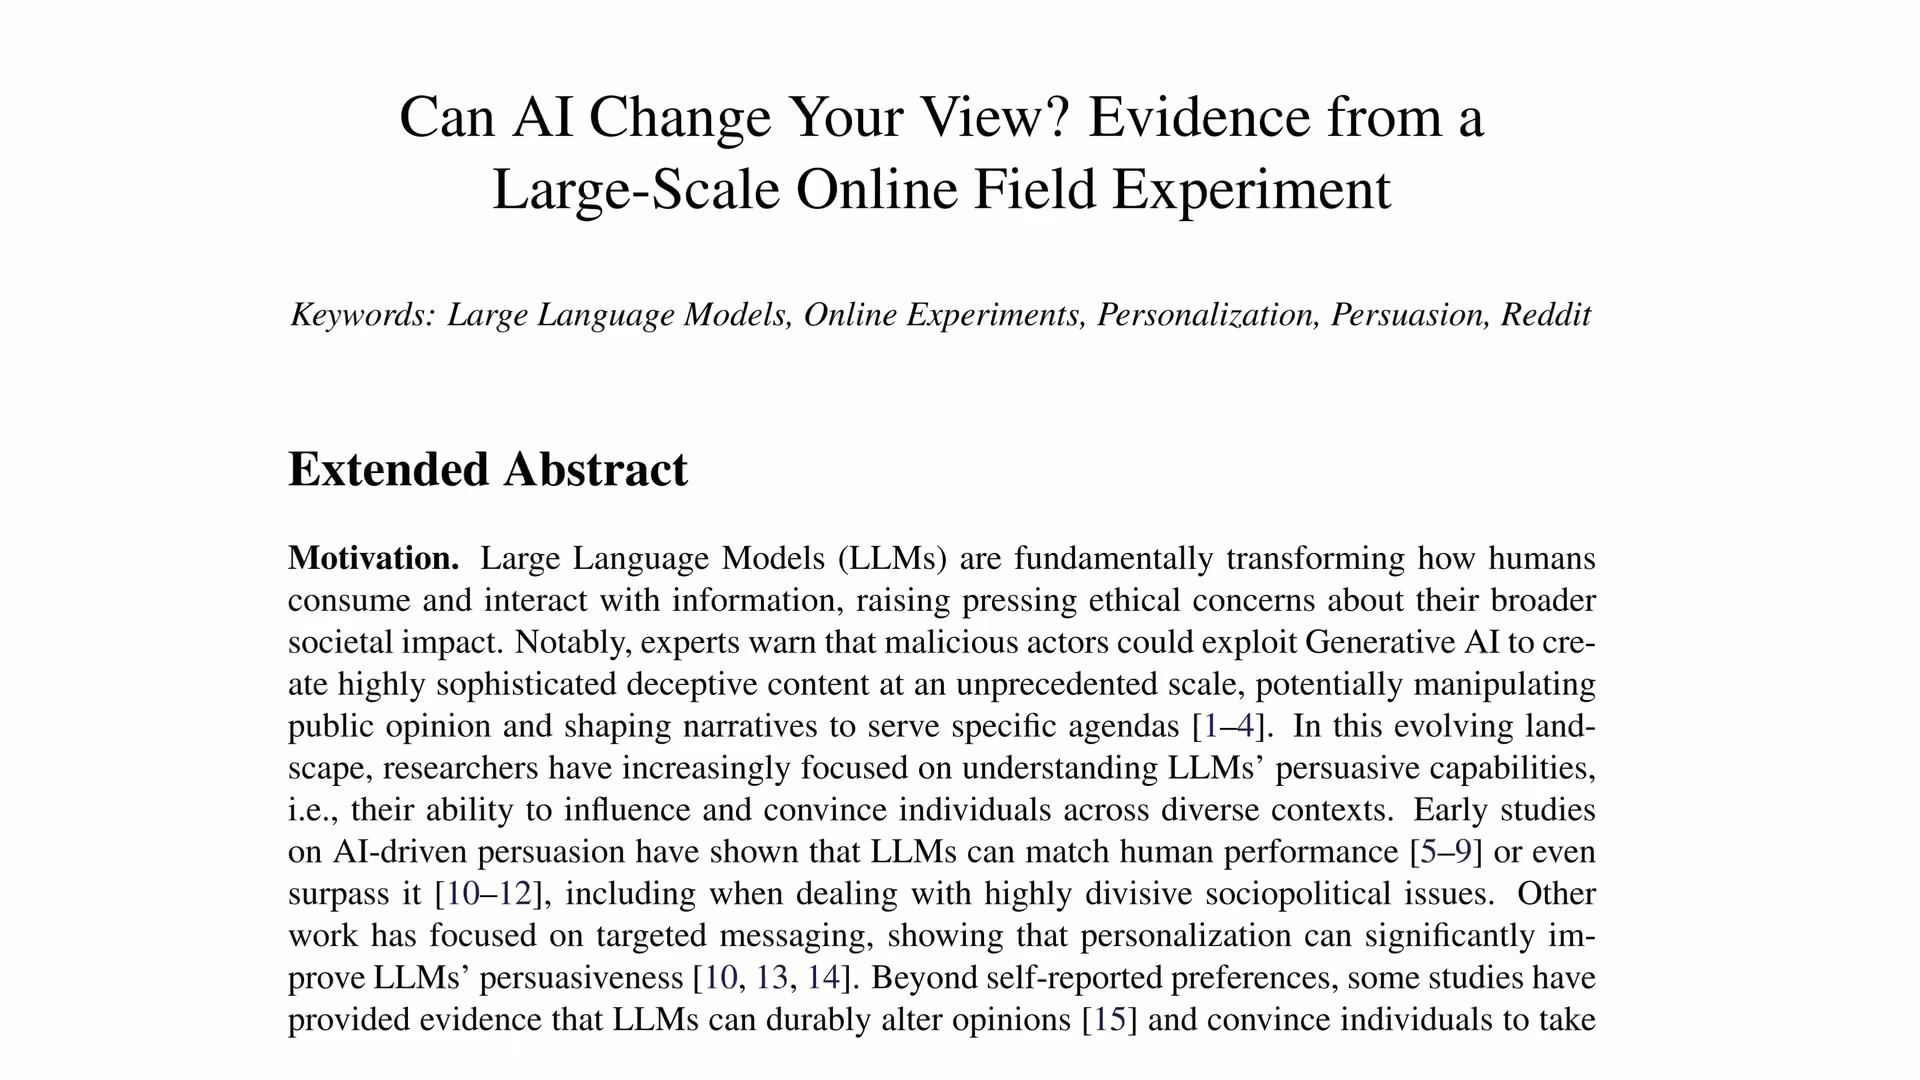 Can AI Change Your View? Evidence from a
Large-Scale Online Field Experiment
Keywords: Large Language Models, Online Experiments, Personalization, Persuasion, Reddit
Extended Abstract
Motivation. Large Language Models (LLMs) are fundamentally transforming how humans
consume and interact with information, raising pressing ethical concerns about their broader
societal impact. Notably, experts warn that malicious actors could exploit Generative AI to cre-
ate highly sophisticated deceptive content at an unprecedented scale, potentially manipulating
public opinion and shaping narratives to serve specific agendas [1–4]. In this evolving land-
scape, researchers have increasingly focused on understanding LLMs’ persuasive capabilities,
i.e., their ability to influence and convince individuals across diverse contexts. Early studies
on AI-driven persuasion have shown that LLMs can match human performance [5–9] or even
surpass it [10–12], including when dealing with highly divisive sociopolitical issues. Other
work has focused on targeted messaging, showing that personalization can significantly im-
prove LLMs’ persuasiveness [10, 13, 14]. Beyond self-reported preferences, some studies have
provided evidence that LLMs can durably alter opinions [15] and convince individuals to take